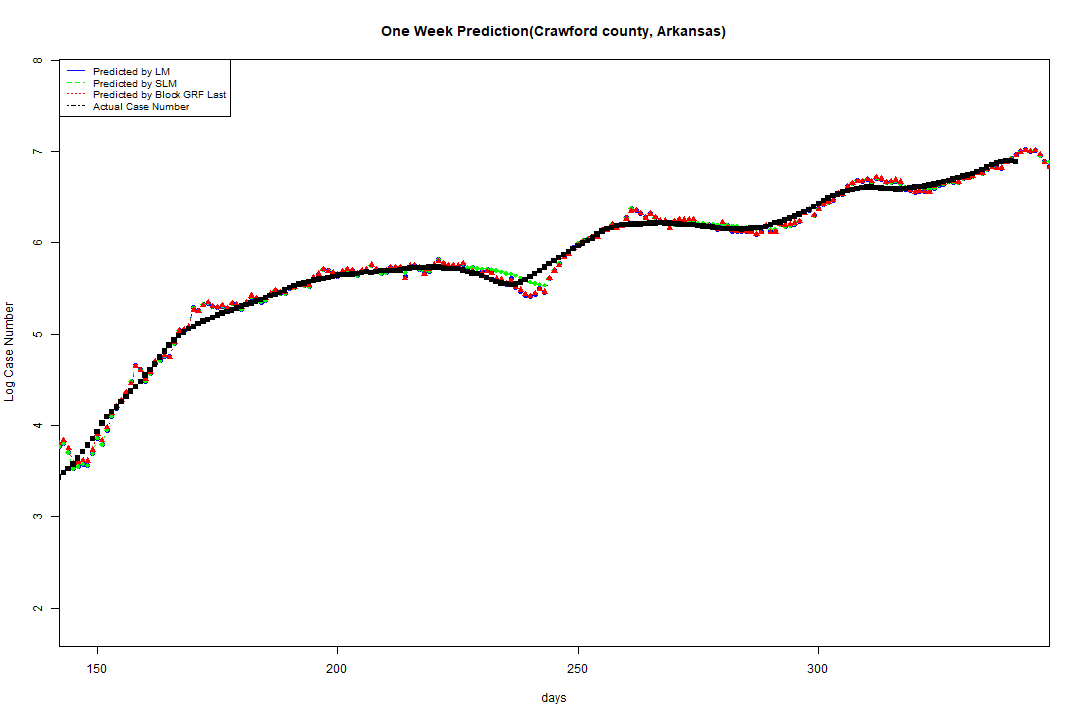 One Week Prediction(Crawford county, Arkansas)
Predicted by LM
Predicted by SLM
Predicted by Block GRF Last
Actual Case Number
8
7
6
5
4
3
2
Log Case Number
150 200 250 300
days